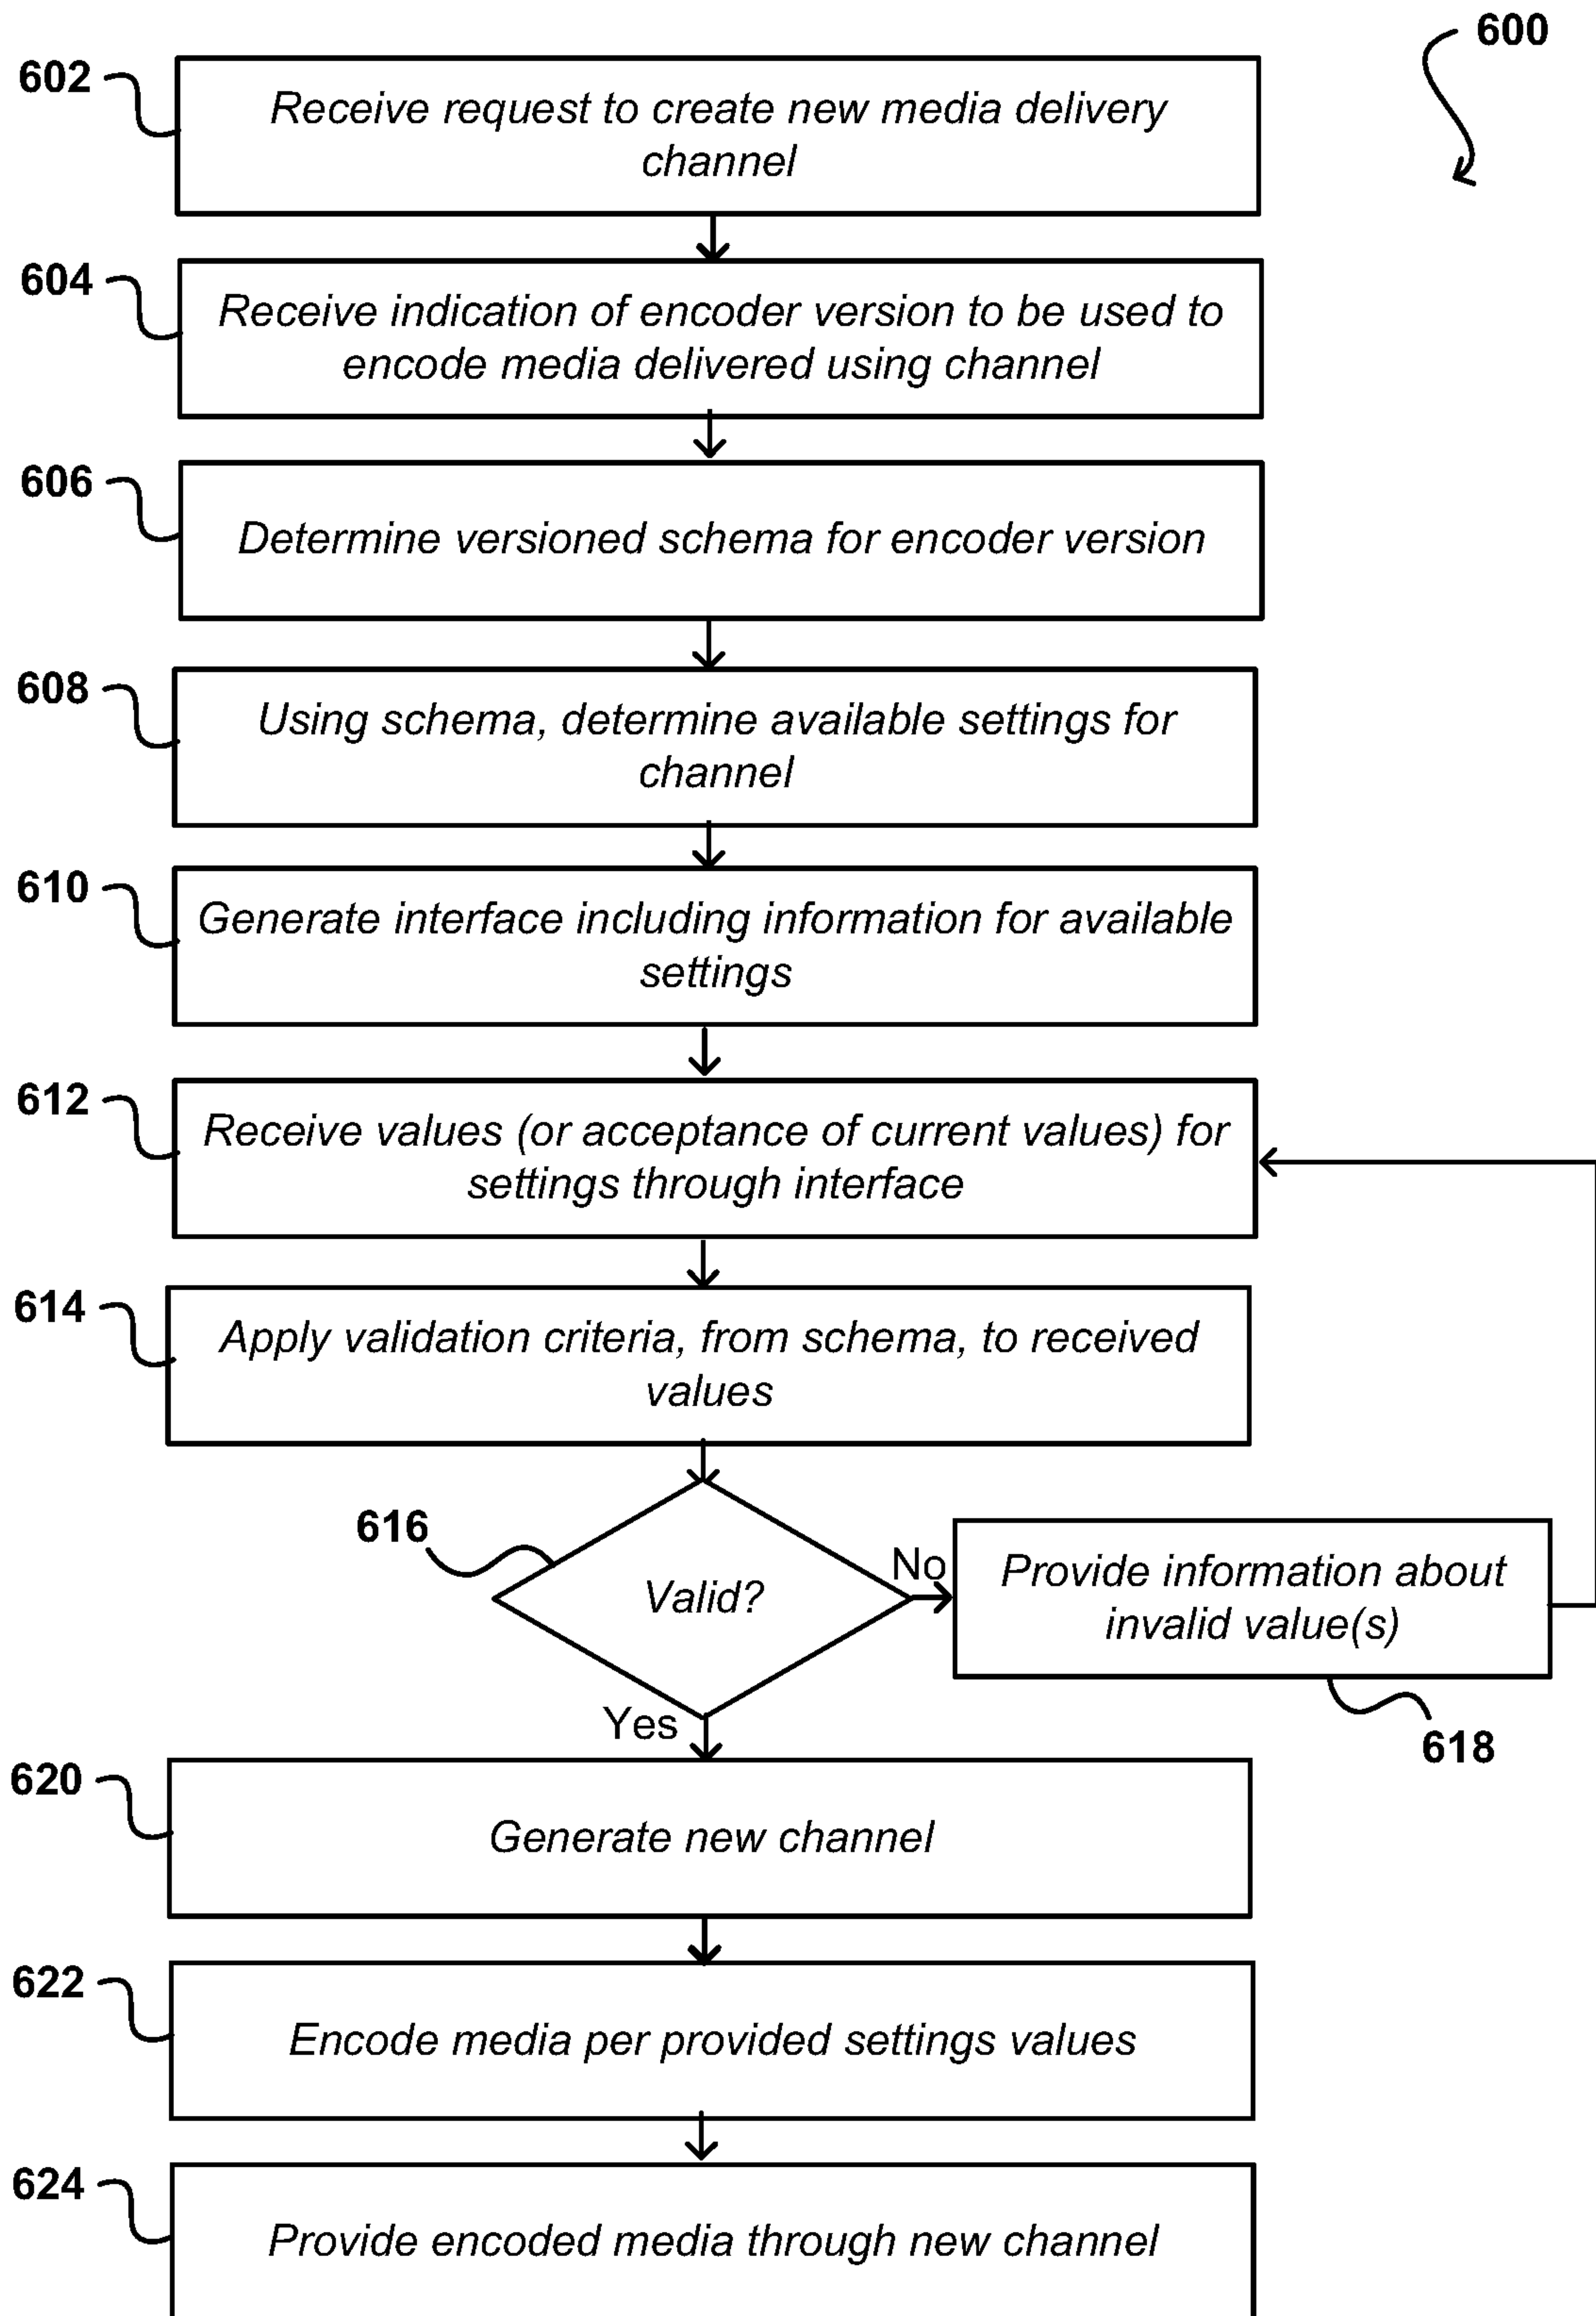 600
602
Receive request to create new media delivery
channel
604
Receive indication of encoder version to be used to
encode media delivered using channel
606
Determine versioned schema for encoder version
608
Using schema, determine available settings for
channel
610
Generate interface including information for available
settings
612
Receive values (or acceptance of current values) for
settings through interface
614
Apply validation criteria, from schema, to received
values
616
Valid?
No
Provide information about
invalid value(s)
618
Yes
620
Generate new channel
622
Encode media per provided settings values
624
Provide encoded media through new channel